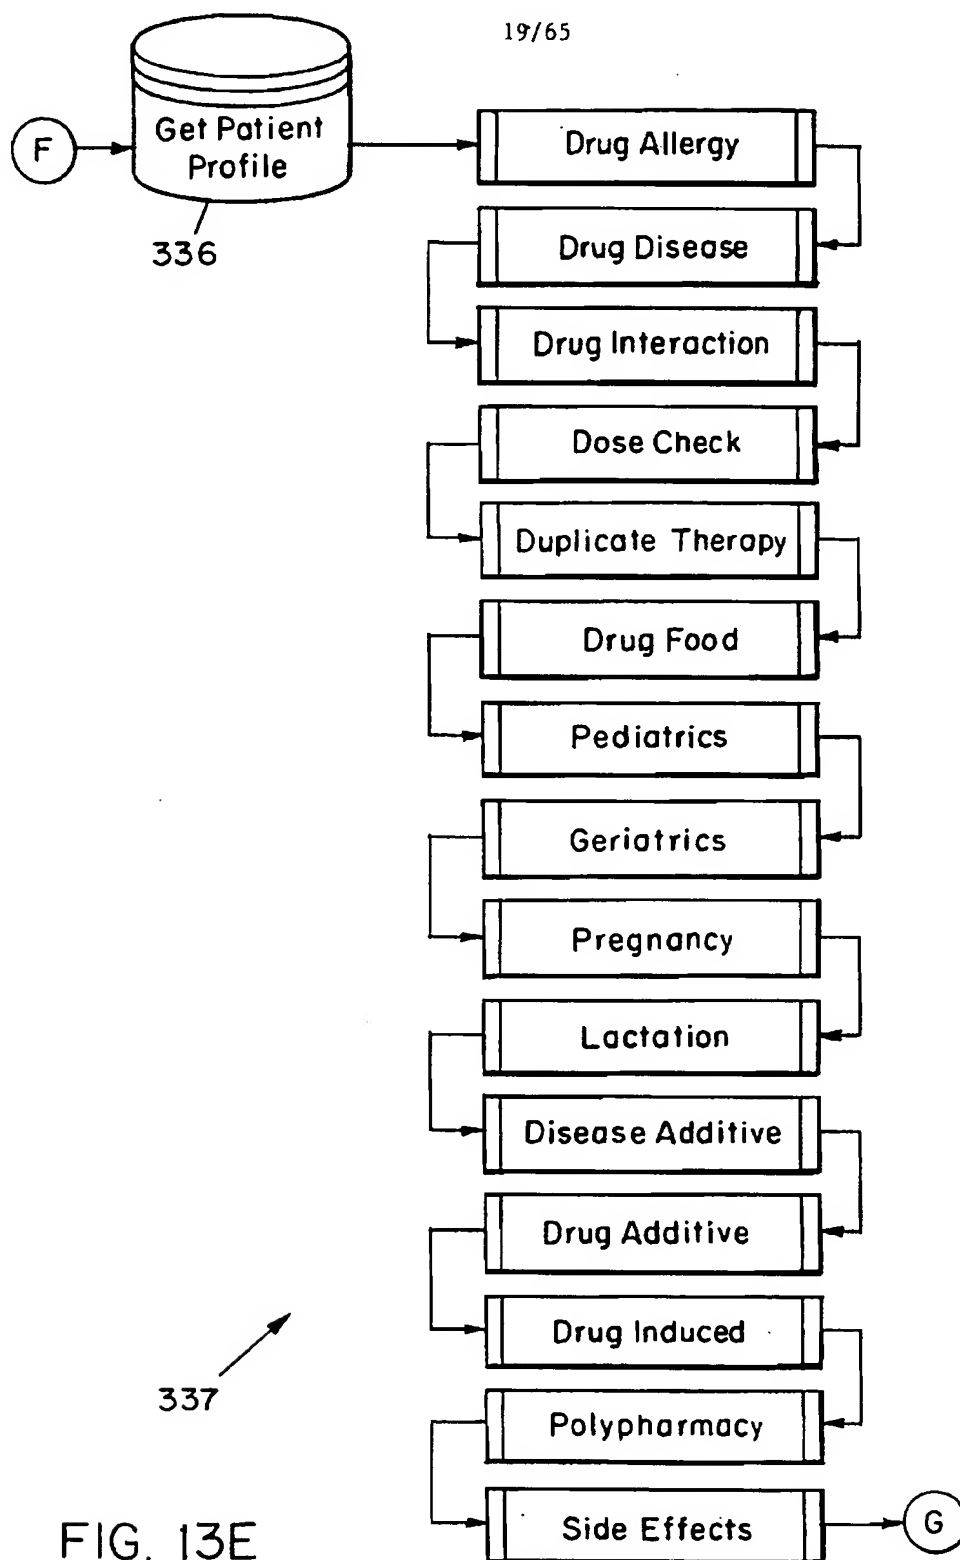 19/65
F
Get Patient
Profile
336
Drug Allergy
Drug Disease
Drug Interaction
Dose Check
Duplicate Therapy
Drug Food
Pediatrics
Geriatrics
Pregnancy
Lactation
Disease Additive
Drug Additive
Drug Induced
337
Polypharmacy
Side Effects
G
FIG. 13E